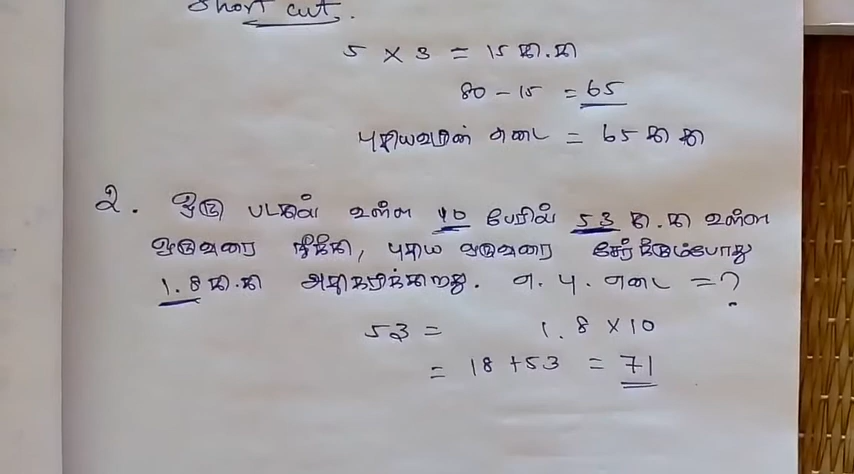 Short cut.
5 × 3 = 15 கி.கி
80 - 15 = 65
புதியவரின் எடை = 65 கி கி
2. ஒரு படகில் உள்ள 10 பேரில் 53 கி.கி உள்ள
ஒருவரை நீக்கி, புதிய ஒருவரை சேர்க்கும்போது
1.8 கி.கி அதிகரிக்கிறது. எ. பு. எடை = ?
53 = 1.8 × 10
= 18 + 53 = 71